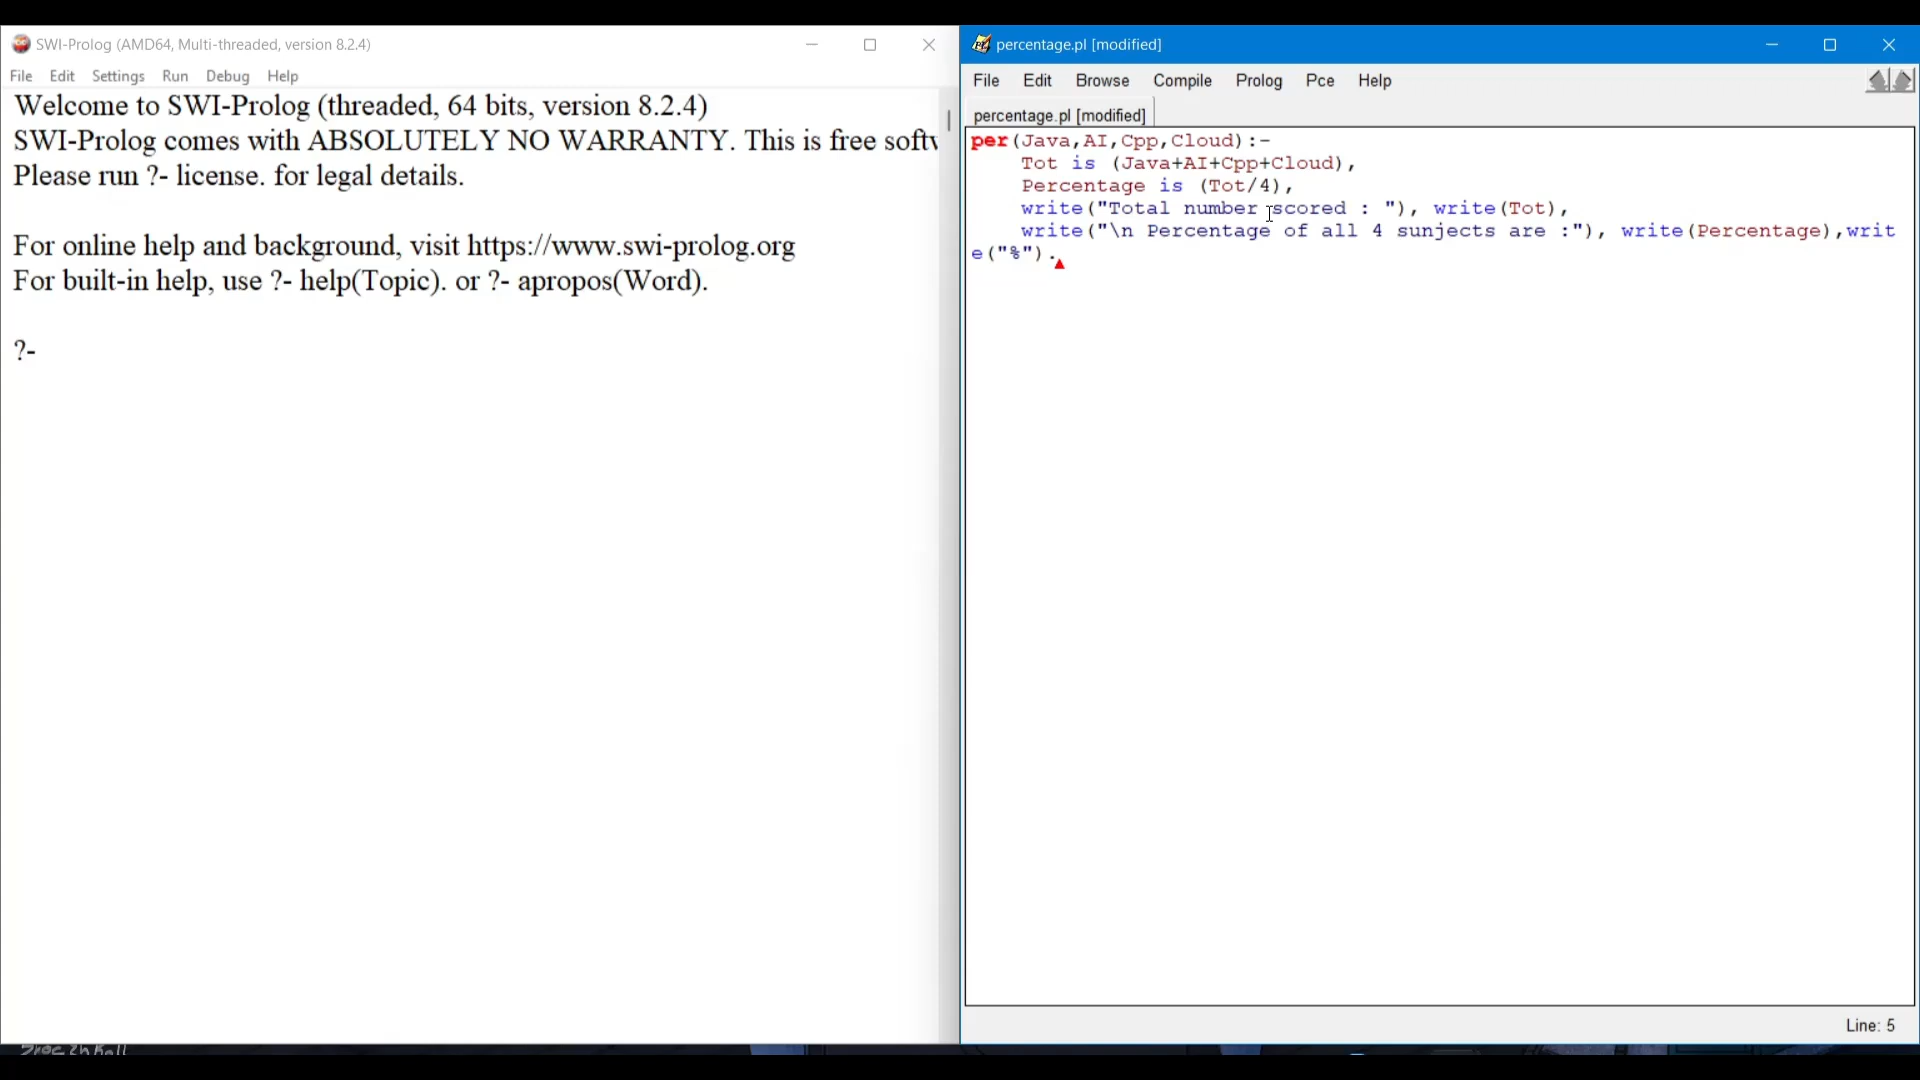 SWI-Prolog (AMD64, Multi-threaded, version 8.2.4)
File Edit Settings Run Debug Help
Welcome to SWI-Prolog (threaded, 64 bits, version 8.2.4)
SWI-Prolog comes with ABSOLUTELY NO WARRANTY. This is free softw
Please run ?- license. for legal details.
For online help and background, visit https://www.swi-prolog.org
For built-in help, use ?- help(Topic). or ?- apropos(Word).
?-
percentage.pl [modified]
File Edit Browse Compile Prolog Pce Help
percentage.pl [modified]
per(Java,AI,Cpp,Cloud):-
Tot is (Java+AI+Cpp+Cloud),
Percentage is (Tot/4),
write("Total number scored : "), write(Tot),
write("\n Percentage of all 4 sunjects are :"), write(Percentage),writ
e("%").
Line: 5